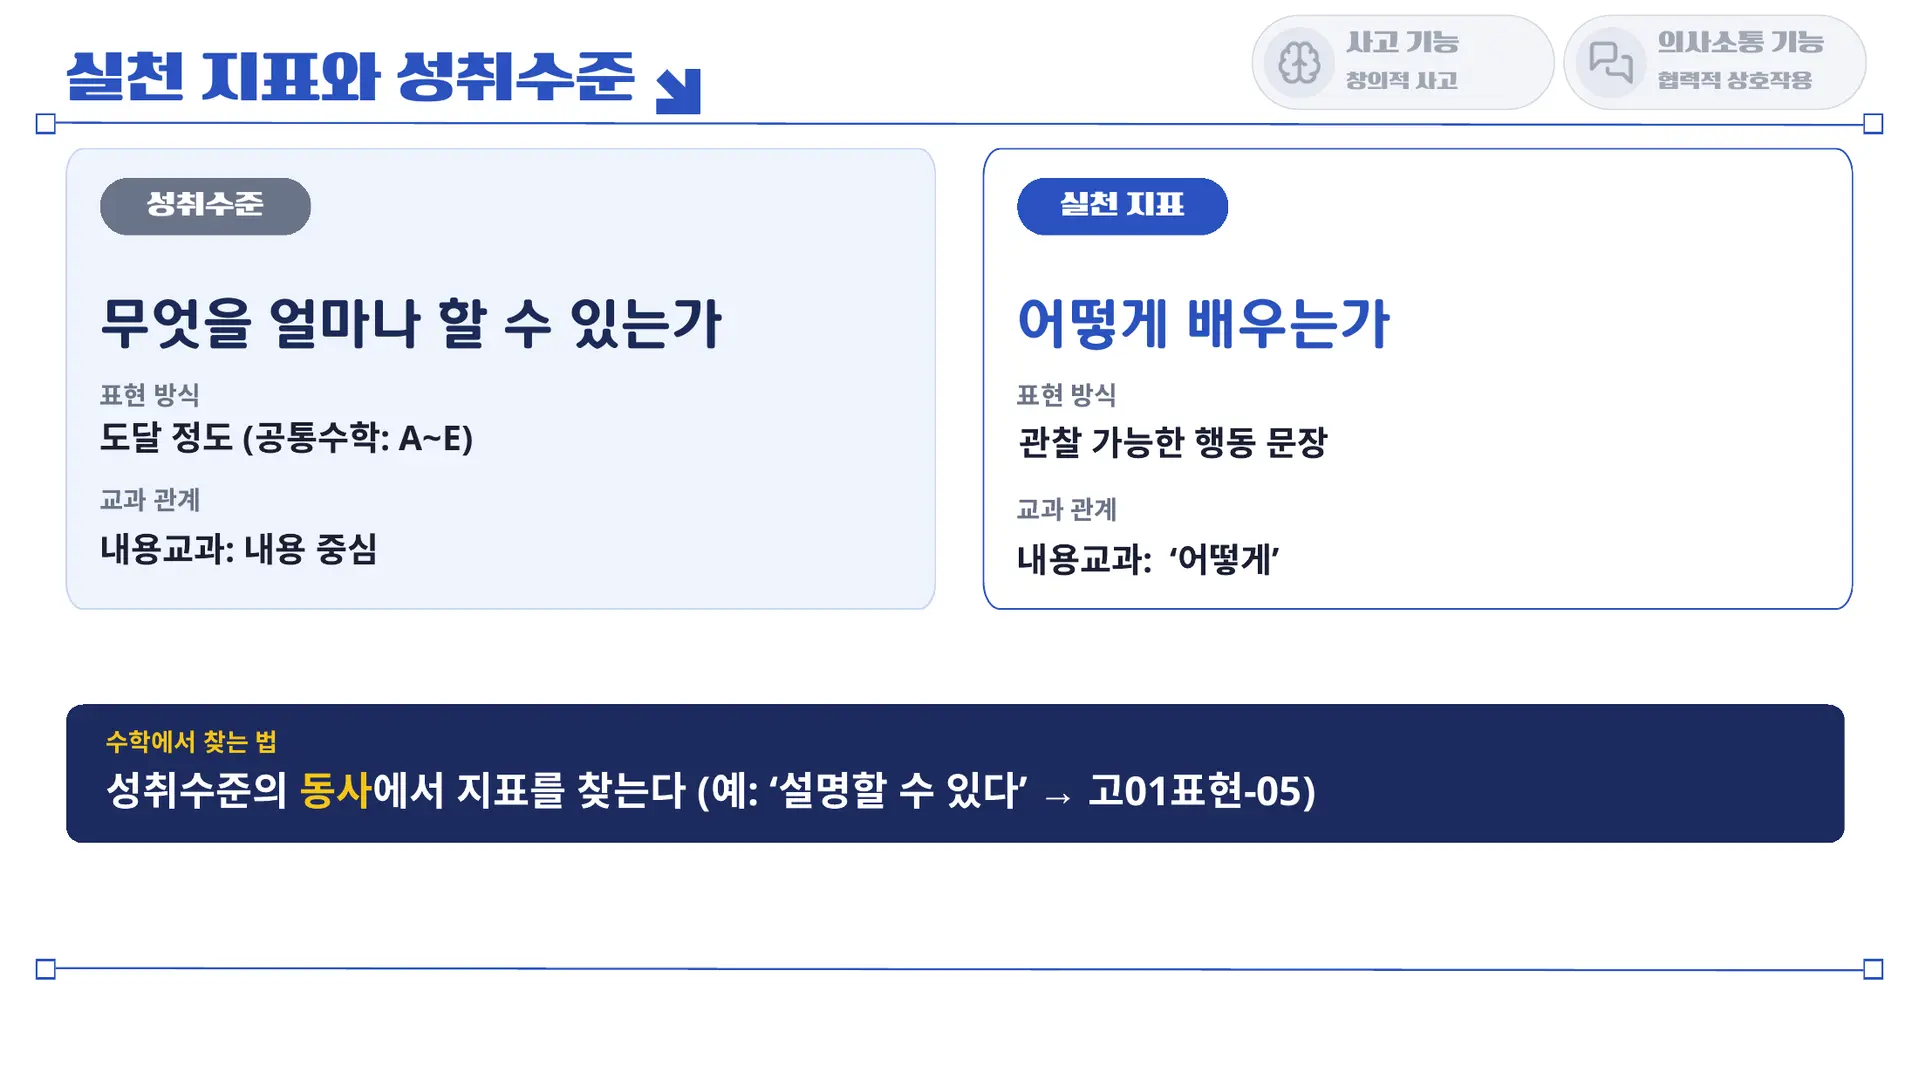 실천 지표와 성취수준
사고 기능
창의적 사고
의사소통 기능
협력적 상호작용
성취수준
무엇을 얼마나 할 수 있는가
표현 방식
도달 정도 (공통수학: A~E)
교과 관계
내용교과: 내용 중심
실천 지표
어떻게 배우는가
표현 방식
관찰 가능한 행동 문장
교과 관계
내용교과: ‘어떻게’
수학에서 찾는 법
성취수준의 동사에서 지표를 찾는다 (예: ‘설명할 수 있다’ → 고01표현-05)